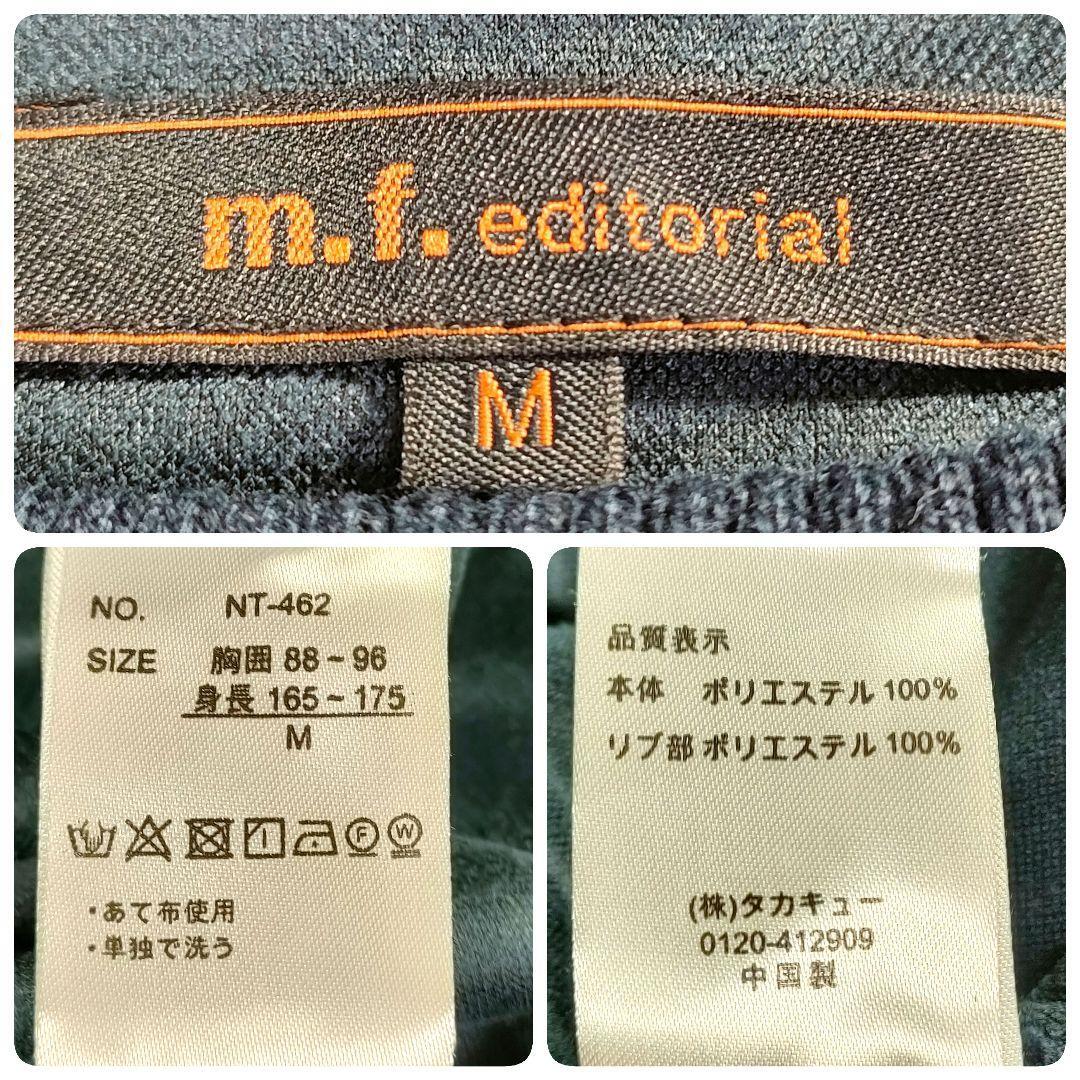 m.f. editorial
M
NO. NT-462
SIZE 胸囲 88~96
身長 165~175
M
F W
・あて布使用
・単独で洗う
品質表示
本体 ポリエステル 100%
リブ部 ポリエステル 100%
(株)タカキュー
0120-412909
中国製